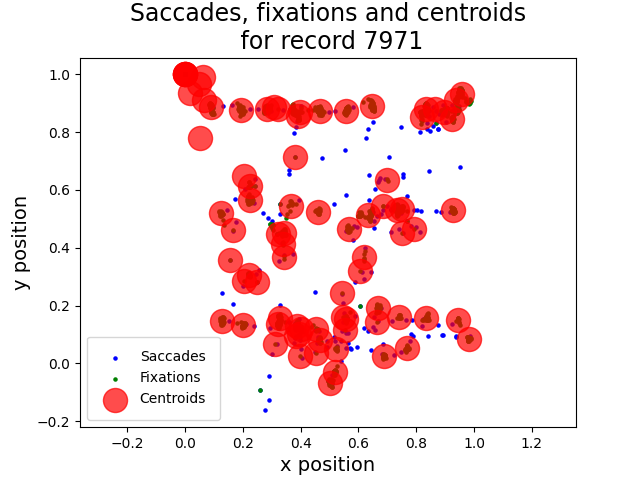 Saccades, fixations and centroids
for record 7971
y position
1.0
0.8
0.6
0.4
0.2
0.0
−0.2
Saccades
Fixations
Centroids
−0.2
0.0
0.2
0.4
0.6
0.8
1.0
1.2
x position